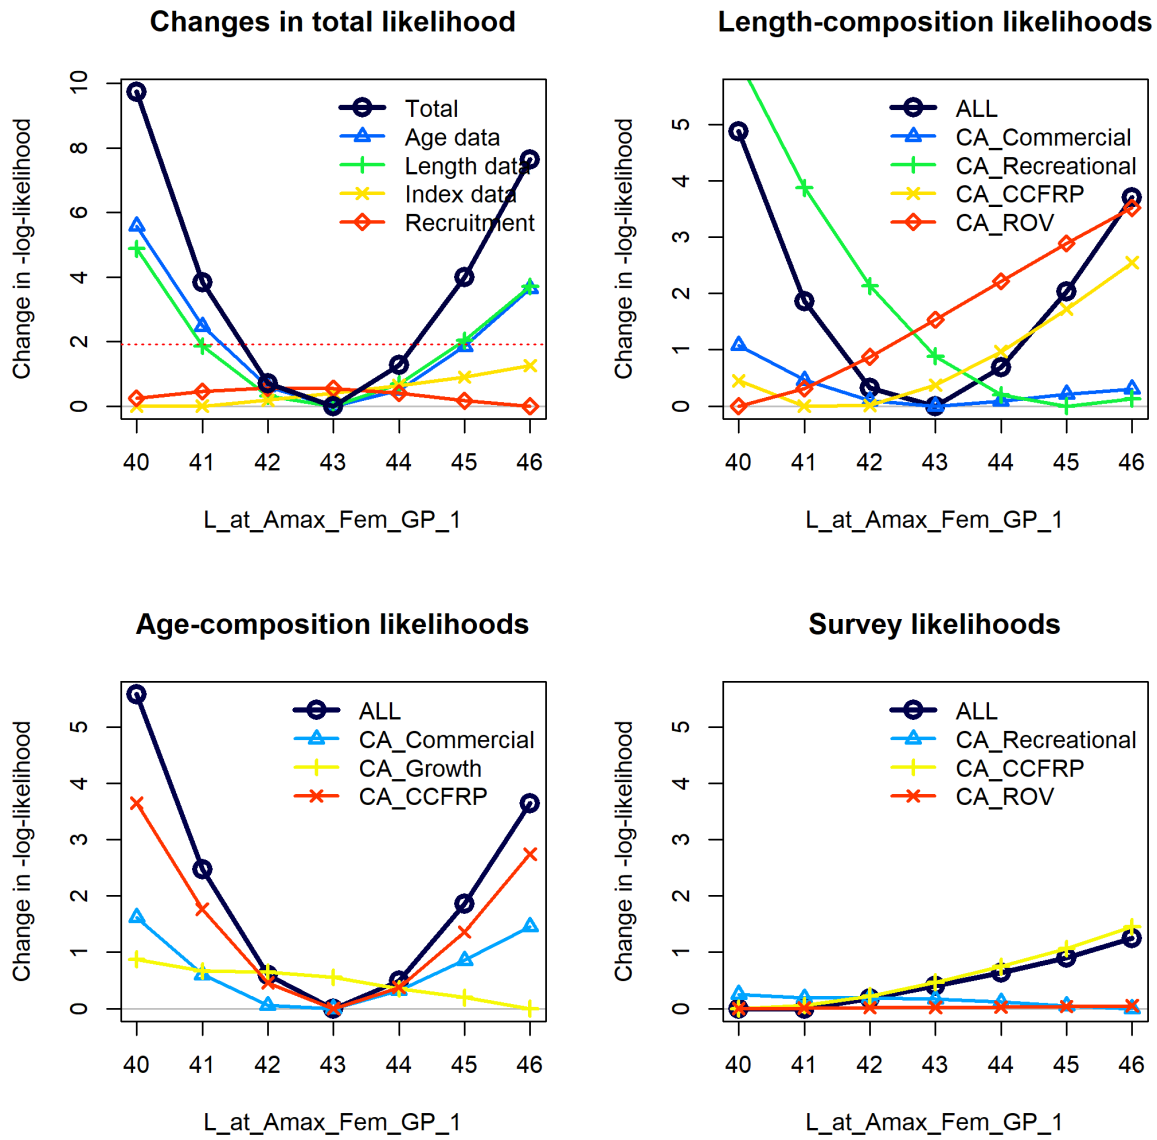 Changes in total likelihood
Change in -log-likelihood
10
8
6
4
2
0
Total
Age data
Length data
Index data
Recruitment
40 41 42 43 44 45 46
L_at_Amax_Fem_GP_1
Length-composition likelihoods
Change in -log-likelihood
5
4
3
2
1
0
ALL
CA_Commercial
CA_Recreational
CA_CCFRP
CA_ROV
40 41 42 43 44 45 46
L_at_Amax_Fem_GP_1
Age-composition likelihoods
Change in -log-likelihood
5
4
3
2
1
0
ALL
CA_Commercial
CA_Growth
CA_CCFRP
40 41 42 43 44 45 46
L_at_Amax_Fem_GP_1
Survey likelihoods
Change in -log-likelihood
5
4
3
2
1
0
ALL
CA_Recreational
CA_CCFRP
CA_ROV
40 41 42 43 44 45 46
L_at_Amax_Fem_GP_1